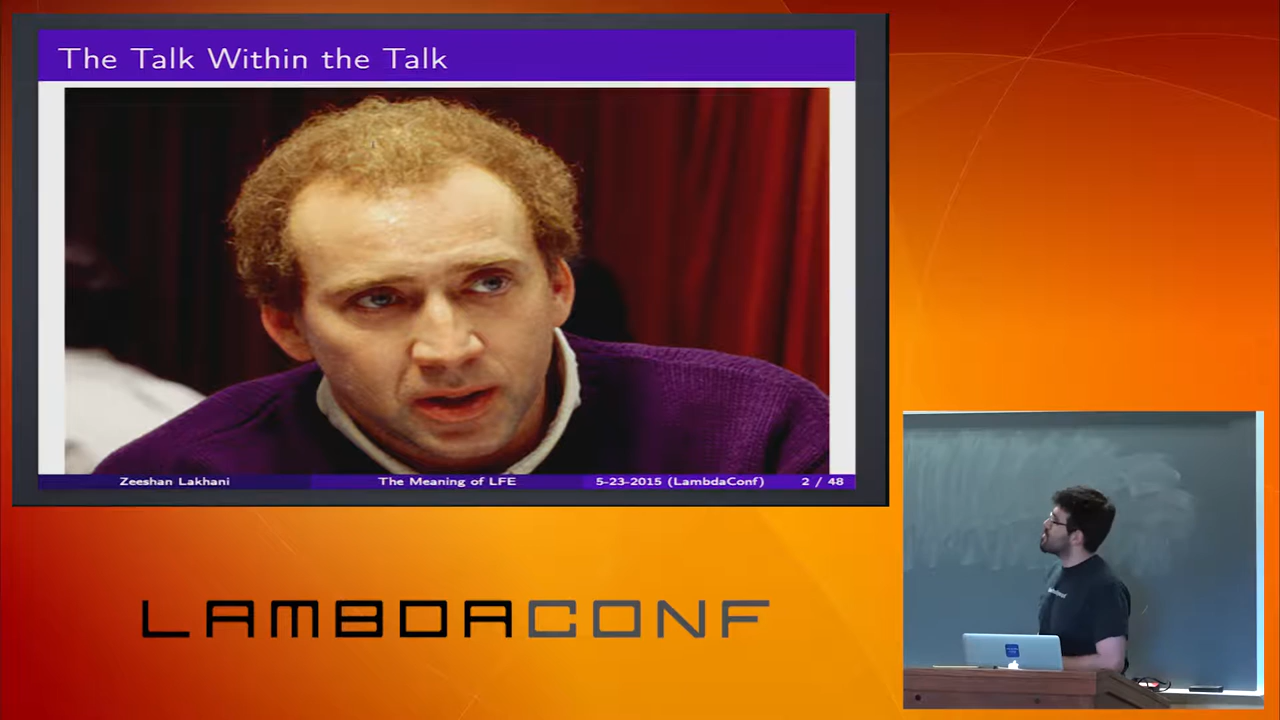 The Talk Within the Talk
Zeeshan Lakhani The Meaning of LFE 5-23-2015 (LambdaConf) 2 / 48
LAMBDACONF